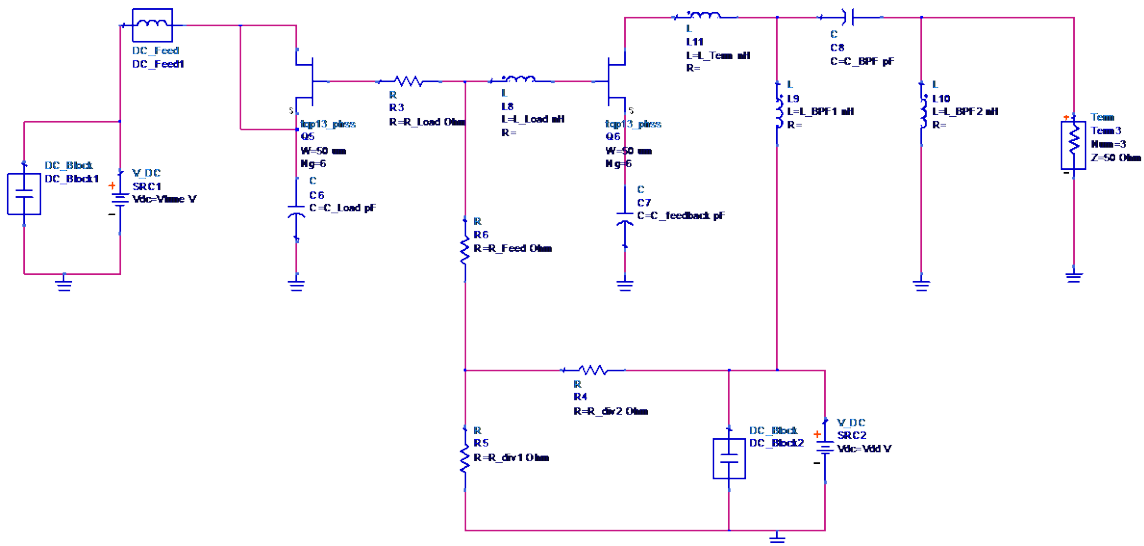 DC_Feed
DC_Feed1
DC_Block
DC_Block1
V_DC
SRC1
Vdc=Vtune V
S
tqp13_phss
Q5
W=50 um
Ng=6
C
C6
C=C_Load pF
R
R3
R=R_Load Ohm
L
L8
L=L_Load nH
R=
R
R6
R=R_Feed Ohm
S
tqp13_phss
Q6
W=50 um
Ng=6
C
C7
C=C_feedback pF
L
L11
L=L_Term nH
R=
C
C8
C=C_BPF pF
L
L9
L=L_BPF1 nH
R=
L
L10
L=L_BPF2 nH
R=
Term
Term3
Num=3
Z=50 Ohm
R
R4
R=R_div2 Ohm
R
R5
R=R_div1 Ohm
DC_Block
DC_Block2
V_DC
SRC2
Vdc=Vdd V